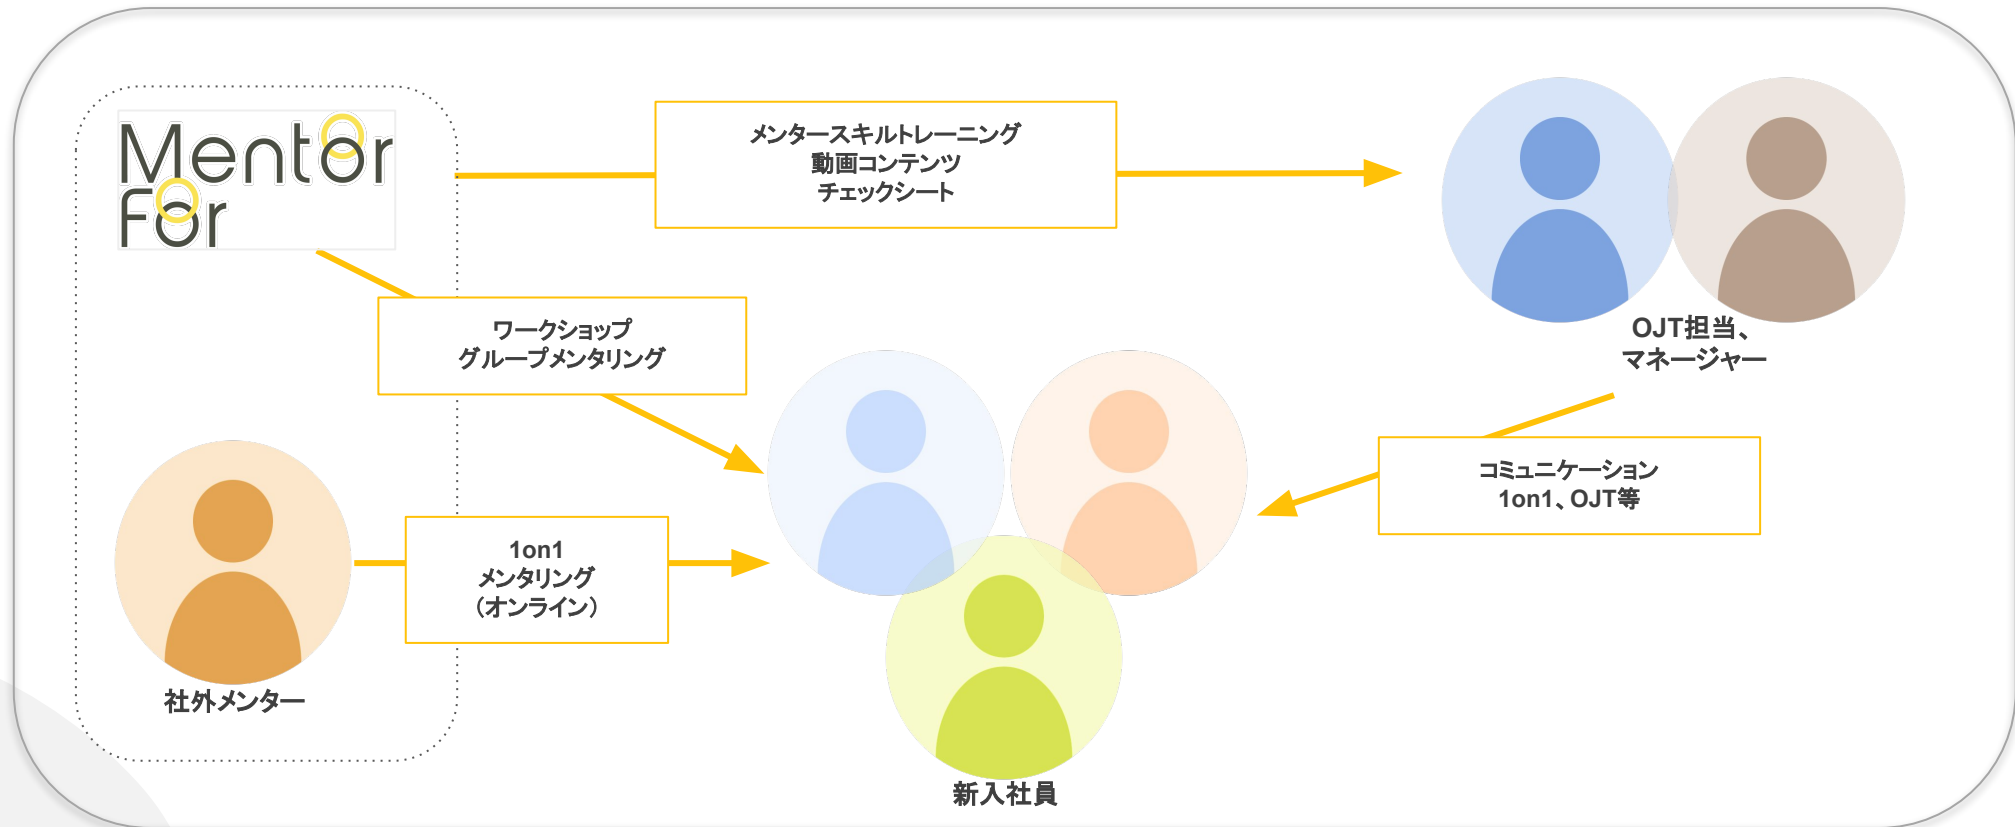 Mentor
For
メンタースキルトレーニング
動画コンテンツ
チェックシート
OJT担当、
マネージャー
ワークショップ
グループメンタリング
コミュニケーション
1on1、OJT等
1on1
メンタリング
（オンライン）
社外メンター
新入社員